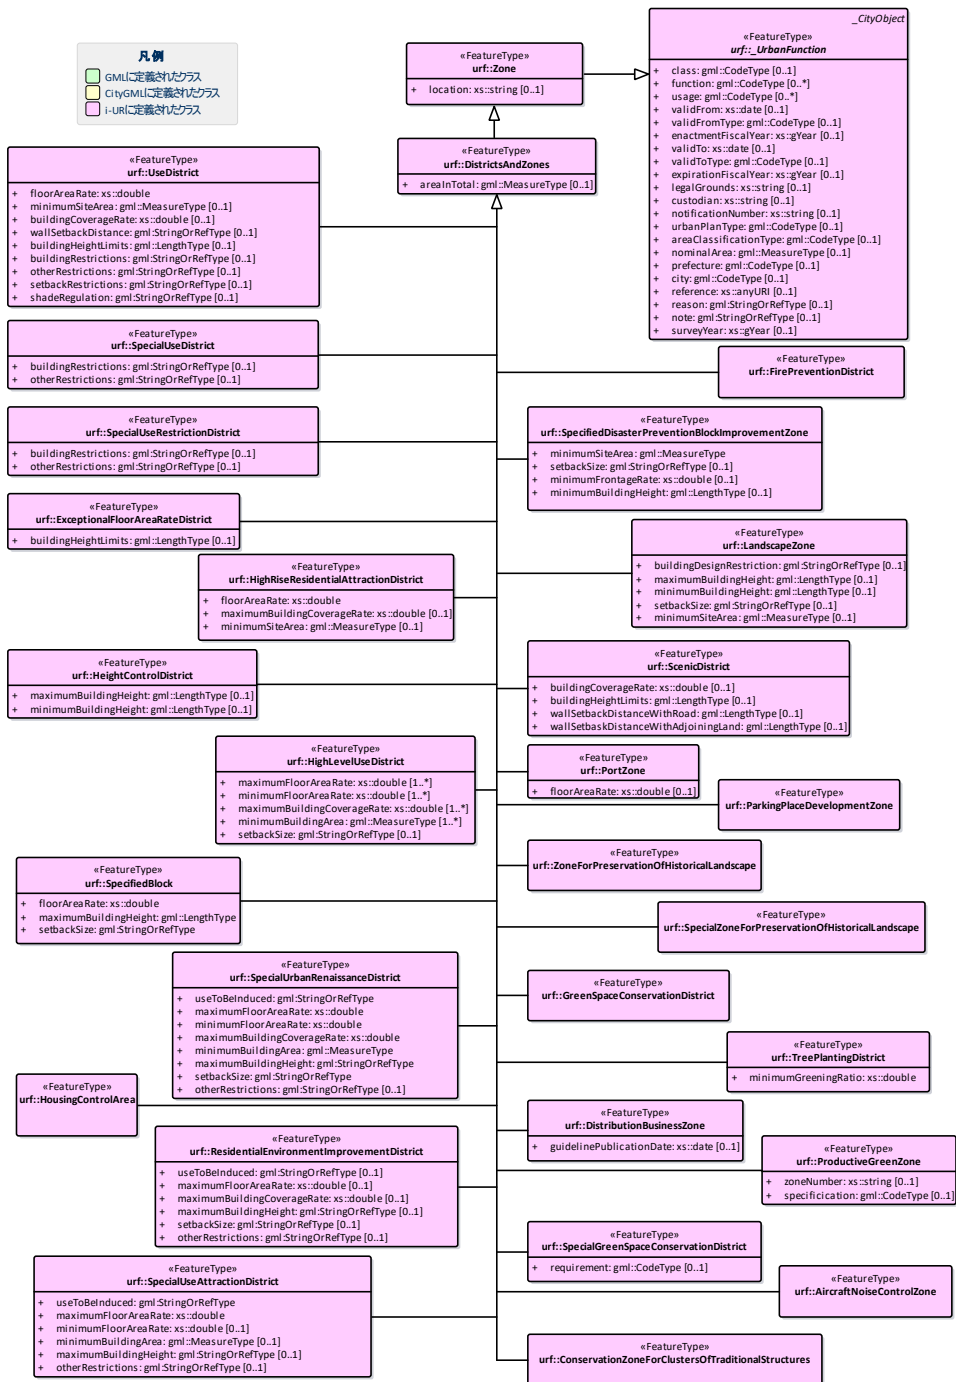 凡 例
GMLに定義されたクラス
CityGMLに定義されたクラス
i-URに定義されたクラス
«FeatureType»
urf::Zone
+ location: xs::string [0..1]
_CityObject
«FeatureType»
urf::_UrbanFunction
+ class: gml::CodeType [0..1]
+ function: gml::CodeType [0..*]
+ usage: gml::CodeType [0..*]
+ validFrom: xs::date [0..1]
+ validFromType: gml::CodeType [0..1]
+ enactmentFiscalYear: xs::gYear [0..1]
+ validTo: xs::date [0..1]
+ validToType: gml::CodeType [0..1]
+ expirationFiscalYear: xs::gYear [0..1]
+ legalGrounds: xs::string [0..1]
+ custodian: xs::string [0..1]
+ notificationNumber: xs::string [0..1]
+ urbanPlanType: gml::CodeType [0..1]
+ areaClassificationType: gml::CodeType [0..1]
+ nominalArea: gml::MeasureType [0..1]
+ prefecture: gml::CodeType [0..1]
+ city: gml::CodeType [0..1]
+ reference: xs::anyURI [0..1]
+ reason: gml:StringOrRefType [0..1]
+ note: gml:StringOrRefType [0..1]
+ surveyYear: xs::gYear [0..1]
«FeatureType»
urf::DistrictsAndZones
+ areaInTotal: gml::MeasureType [0..1]
«FeatureType»
urf::UseDistrict
+ floorAreaRate: xs::double
+ minimumSiteArea: gml::MeasureType [0..1]
+ buildingCoverageRate: xs::double [0..1]
+ wallSetbackDistance: gml:StringOrRefType [0..1]
+ buildingHeightLimits: gml::LengthType [0..1]
+ buildingRestrictions: gml:StringOrRefType [0..1]
+ otherRestrictions: gml:StringOrRefType [0..1]
+ setbackRestrictions: gml:StringOrRefType [0..1]
+ shadeRegulation: gml:StringOrRefType [0..1]
«FeatureType»
urf::SpecialUseDistrict
+ buildingRestrictions: gml:StringOrRefType [0..1]
+ otherRestrictions: gml:StringOrRefType [0..1]
«FeatureType»
urf::FirePreventionDistrict
«FeatureType»
urf::SpecialUseRestrictionDistrict
+ buildingRestrictions: gml:StringOrRefType [0..1]
+ otherRestrictions: gml:StringOrRefType [0..1]
«FeatureType»
urf::SpecifiedDisasterPreventionBlockImprovementZone
+ minimumSiteArea: gml::MeasureType
+ setbackSize: gml:StringOrRefType [0..1]
+ minimumFrontageRate: xs::double [0..1]
+ minimumBuildingHeight: gml::LengthType [0..1]
«FeatureType»
urf::ExceptionalFloorAreaRateDistrict
+ buildingHeightLimits: gml::LengthType [0..1]
«FeatureType»
urf::LandscapeZone
+ buildingDesignRestriction: gml:StringOrRefType [0..1]
+ maximumBuildingHeight: gml::LengthType [0..1]
+ minimumBuildingHeight: gml::LengthType [0..1]
+ setbackSize: gml:StringOrRefType [0..1]
+ minimumSiteArea: gml::MeasureType [0..1]
«FeatureType»
urf::HighRiseResidentialAttractionDistrict
+ floorAreaRate: xs::double
+ maximumBuildingCoverageRate: xs::double [0..1]
+ minimumSiteArea: gml::MeasureType [0..1]
«FeatureType»
urf::HeightControlDistrict
+ maximumBuildingHeight: gml::LengthType [0..1]
+ minimumBuildingHeight: gml::LengthType [0..1]
«FeatureType»
urf::ScenicDistrict
+ buildingCoverageRate: xs::double [0..1]
+ buildingHeightLimits: gml::LengthType [0..1]
+ wallSetbackDistanceWithRoad: gml::LengthType [0..1]
+ wallSetbaskDistanceWithAdjoiningLand: gml::LengthType [0..1]
«FeatureType»
urf::HighLevelUseDistrict
+ maximumFloorAreaRate: xs::double [1..*]
+ minimumFloorAreaRate: xs::double [1..*]
+ maximumBuildingCoverageRate: xs::double [1..*]
+ minimumBuildingArea: gml::MeasureType [1..*]
+ setbackSize: gml:StringOrRefType [0..1]
«FeatureType»
urf::PortZone
+ floorAreaRate: xs::double [0..1]
«FeatureType»
urf::ParkingPlaceDevelopmentZone
«FeatureType»
urf::ZoneForPreservationOfHistoricalLandscape
«FeatureType»
urf::SpecifiedBlock
+ floorAreaRate: xs::double
+ maximumBuildingHeight: gml::LengthType
+ setbackSize: gml:StringOrRefType
«FeatureType»
urf::SpecialZoneForPreservationOfHistoricalLandscape
«FeatureType»
urf::SpecialUrbanRenaissanceDistrict
+ useToBeInduced: gml:StringOrRefType
+ maximumFloorAreaRate: xs::double
+ minimumFloorAreaRate: xs::double
+ maximumBuildingCoverageRate: xs::double
+ minimumBuildingArea: gml::MeasureType
+ maximumBuildingHeight: gml:StringOrRefType
+ setbackSize: gml:StringOrRefType
+ otherRestrictions: gml:StringOrRefType [0..1]
«FeatureType»
urf::GreenSpaceConservationDistrict
«FeatureType»
urf::TreePlantingDistrict
+ minimumGreeningRatio: xs::double
«FeatureType»
urf::HousingControlArea
«FeatureType»
urf::DistributionBusinessZone
+ guidelinePublicationDate: xs::date [0..1]
«FeatureType»
urf::ResidentialEnvironmentImprovementDistrict
+ useToBeInduced: gml:StringOrRefType [0..1]
+ maximumFloorAreaRate: xs::double [0..1]
+ maximumBuildingCoverageRate: xs::double [0..1]
+ maximumBuildingHeight: gml:StringOrRefType [0..1]
+ setbackSize: gml:StringOrRefType [0..1]
+ otherRestrictions: gml:StringOrRefType [0..1]
«FeatureType»
urf::ProductiveGreenZone
+ zoneNumber: xs::string [0..1]
+ specificication: gml::CodeType [0..1]
«FeatureType»
urf::SpecialGreenSpaceConservationDistrict
+ requirement: gml::CodeType [0..1]
«FeatureType»
urf::SpecialUseAttractionDistrict
+ useToBeInduced: gml:StringOrRefType
+ maximumFloorAreaRate: xs::double
+ minimumFloorAreaRate: xs::double [0..1]
+ minimumBuildingArea: gml::MeasureType [0..1]
+ maximumBuildingHeight: gml:StringOrRefType [0..1]
+ otherRestrictions: gml:StringOrRefType [0..1]
«FeatureType»
urf::AircraftNoiseControlZone
«FeatureType»
urf::ConservationZoneForClustersOfTraditionalStructures